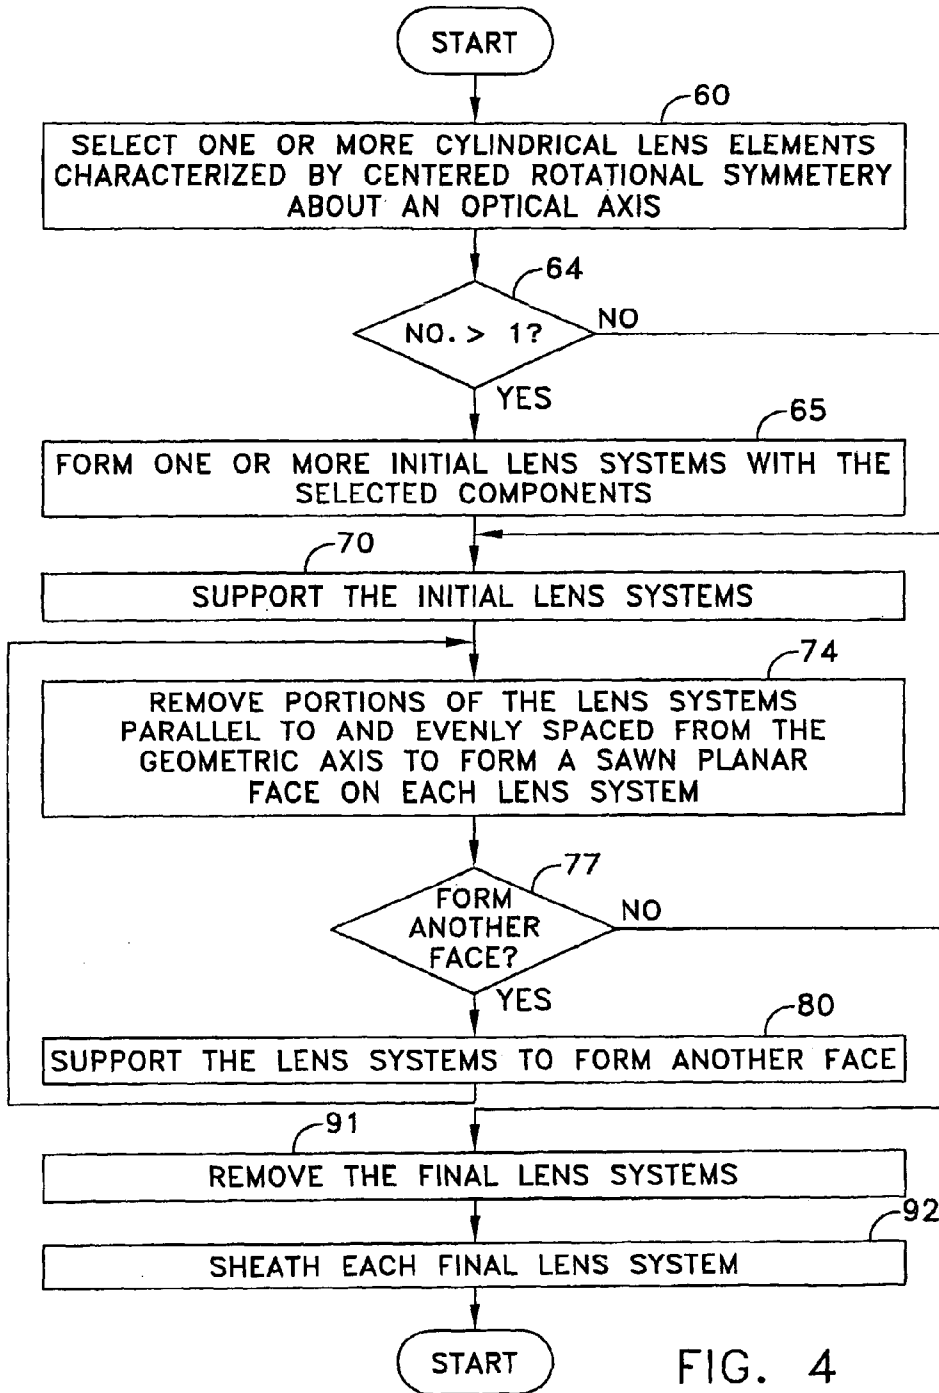 START
60
SELECT ONE OR MORE CYLINDRICAL LENS ELEMENTS
CHARACTERIZED BY CENTERED ROTATIONAL SYMMETERY
ABOUT AN OPTICAL AXIS
64
NO. > 1?
NO
YES
65
FORM ONE OR MORE INITIAL LENS SYSTEMS WITH THE
SELECTED COMPONENTS
70
SUPPORT THE INITIAL LENS SYSTEMS
74
REMOVE PORTIONS OF THE LENS SYSTEMS
PARALLEL TO AND EVENLY SPACED FROM THE
GEOMETRIC AXIS TO FORM A SAWN PLANAR
FACE ON EACH LENS SYSTEM
77
FORM
ANOTHER
FACE?
NO
YES
80
SUPPORT THE LENS SYSTEMS TO FORM ANOTHER FACE
91
REMOVE THE FINAL LENS SYSTEMS
92
SHEATH EACH FINAL LENS SYSTEM
START
FIG. 4